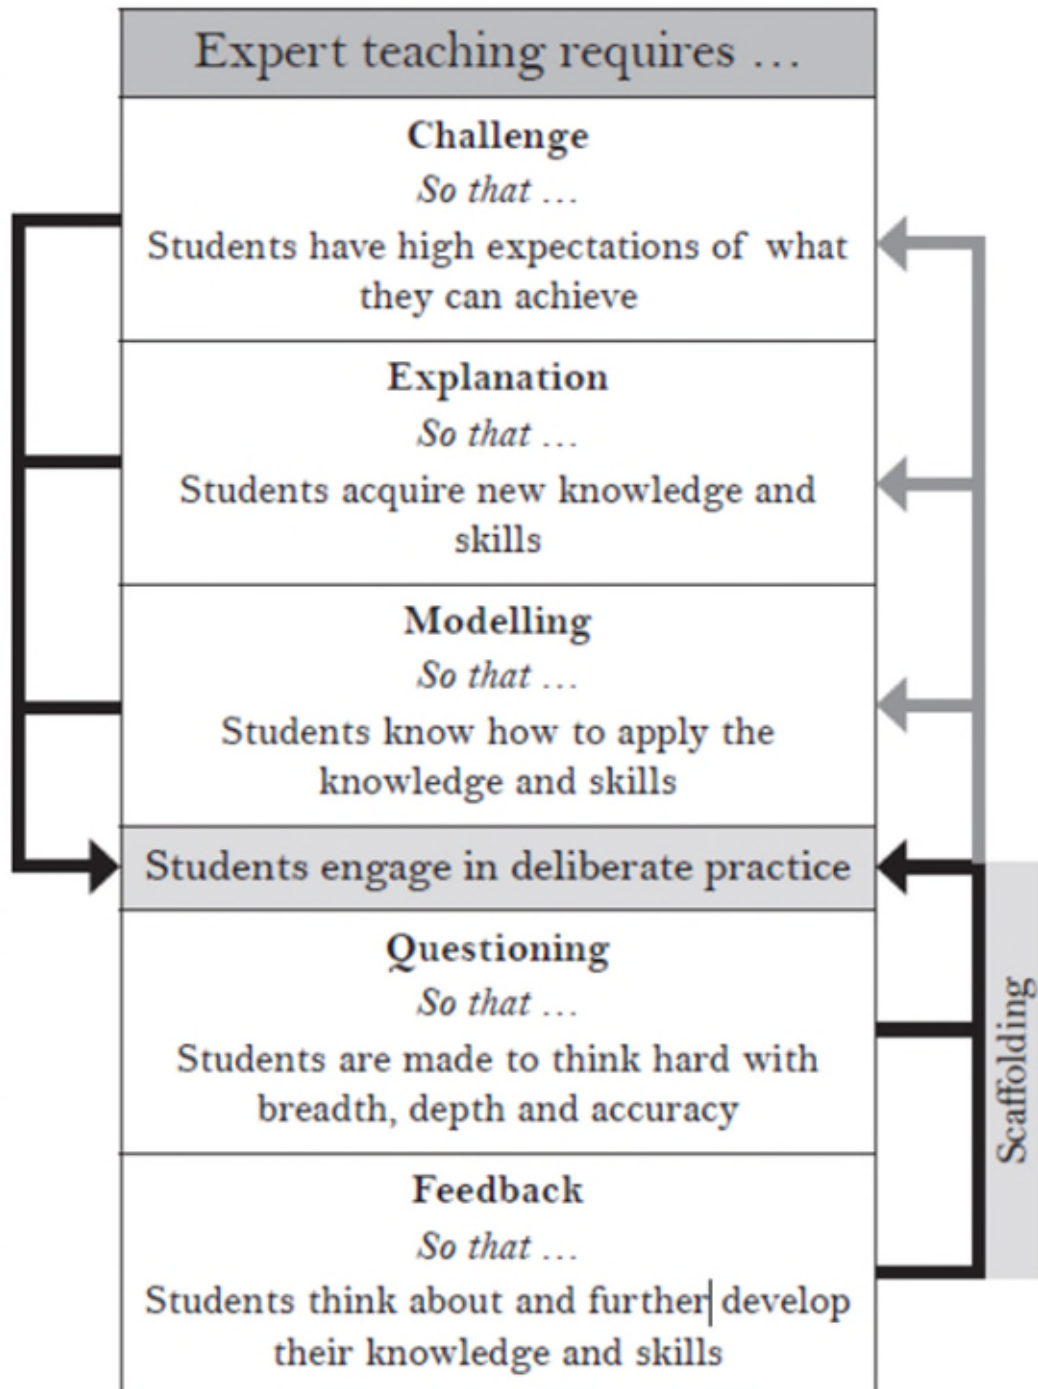 Expert teaching requires …
Challenge
So that …
Students have high expectations of what
they can achieve
Explanation
So that …
Students acquire new knowledge and
skills
Modelling
So that …
Students know how to apply the
knowledge and skills
Students engage in deliberate practice
Questioning
So that …
Students are made to think hard with
breadth, depth and accuracy
Feedback
So that …
Students think about and further develop
their knowledge and skills
Scaffolding